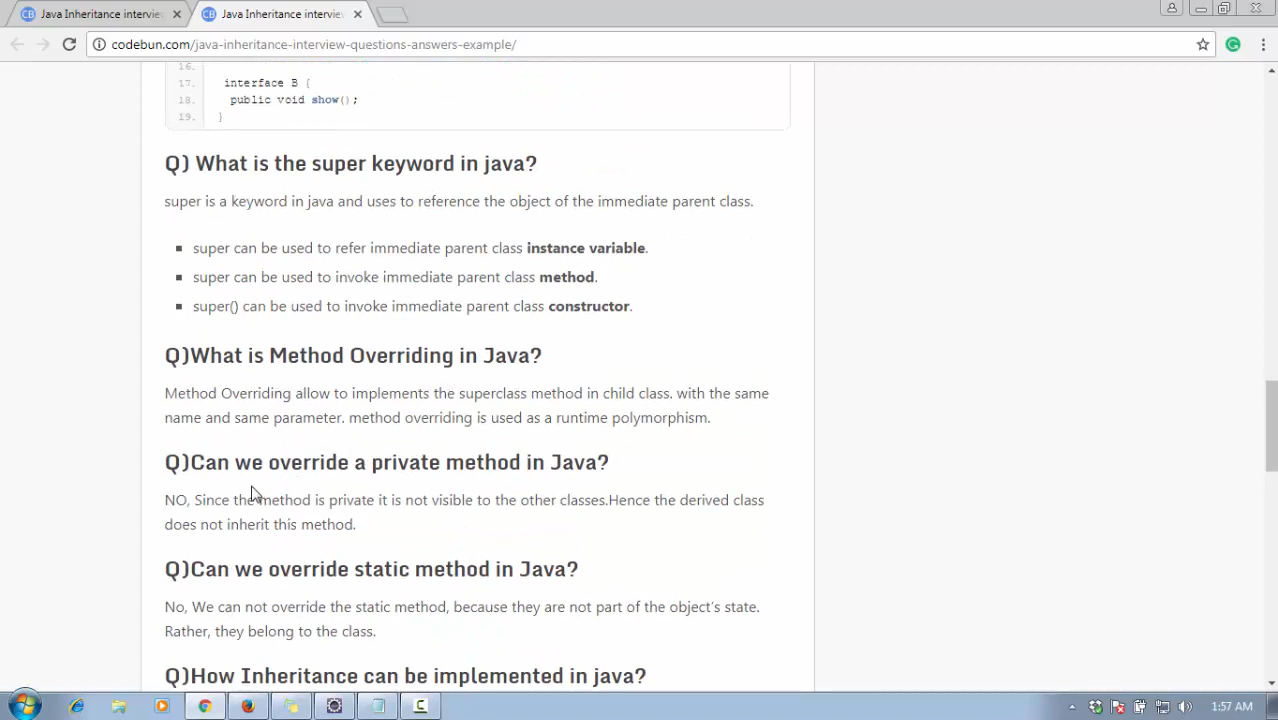 Java Inheritance intervie
Java Inheritance interview
codebun.com/java-inheritance-interview-questions-answers-example/
16.
17. interface B {
18. public void show();
19. }
Q) What is the super keyword in java?
super is a keyword in java and uses to reference the object of the immediate parent class.
super can be used to refer immediate parent class instance variable.
super can be used to invoke immediate parent class method.
super() can be used to invoke immediate parent class constructor.
Q)What is Method Overriding in Java?
Method Overriding allow to implements the superclass method in child class. with the same
name and same parameter. method overriding is used as a runtime polymorphism.
Q)Can we override a private method in Java?
NO, Since the method is private it is not visible to the other classes.Hence the derived class
does not inherit this method.
Q)Can we override static method in Java?
No, We can not override the static method, because they are not part of the object's state.
Rather, they belong to the class.
Q)How Inheritance can be implemented in java?
1:57 AM